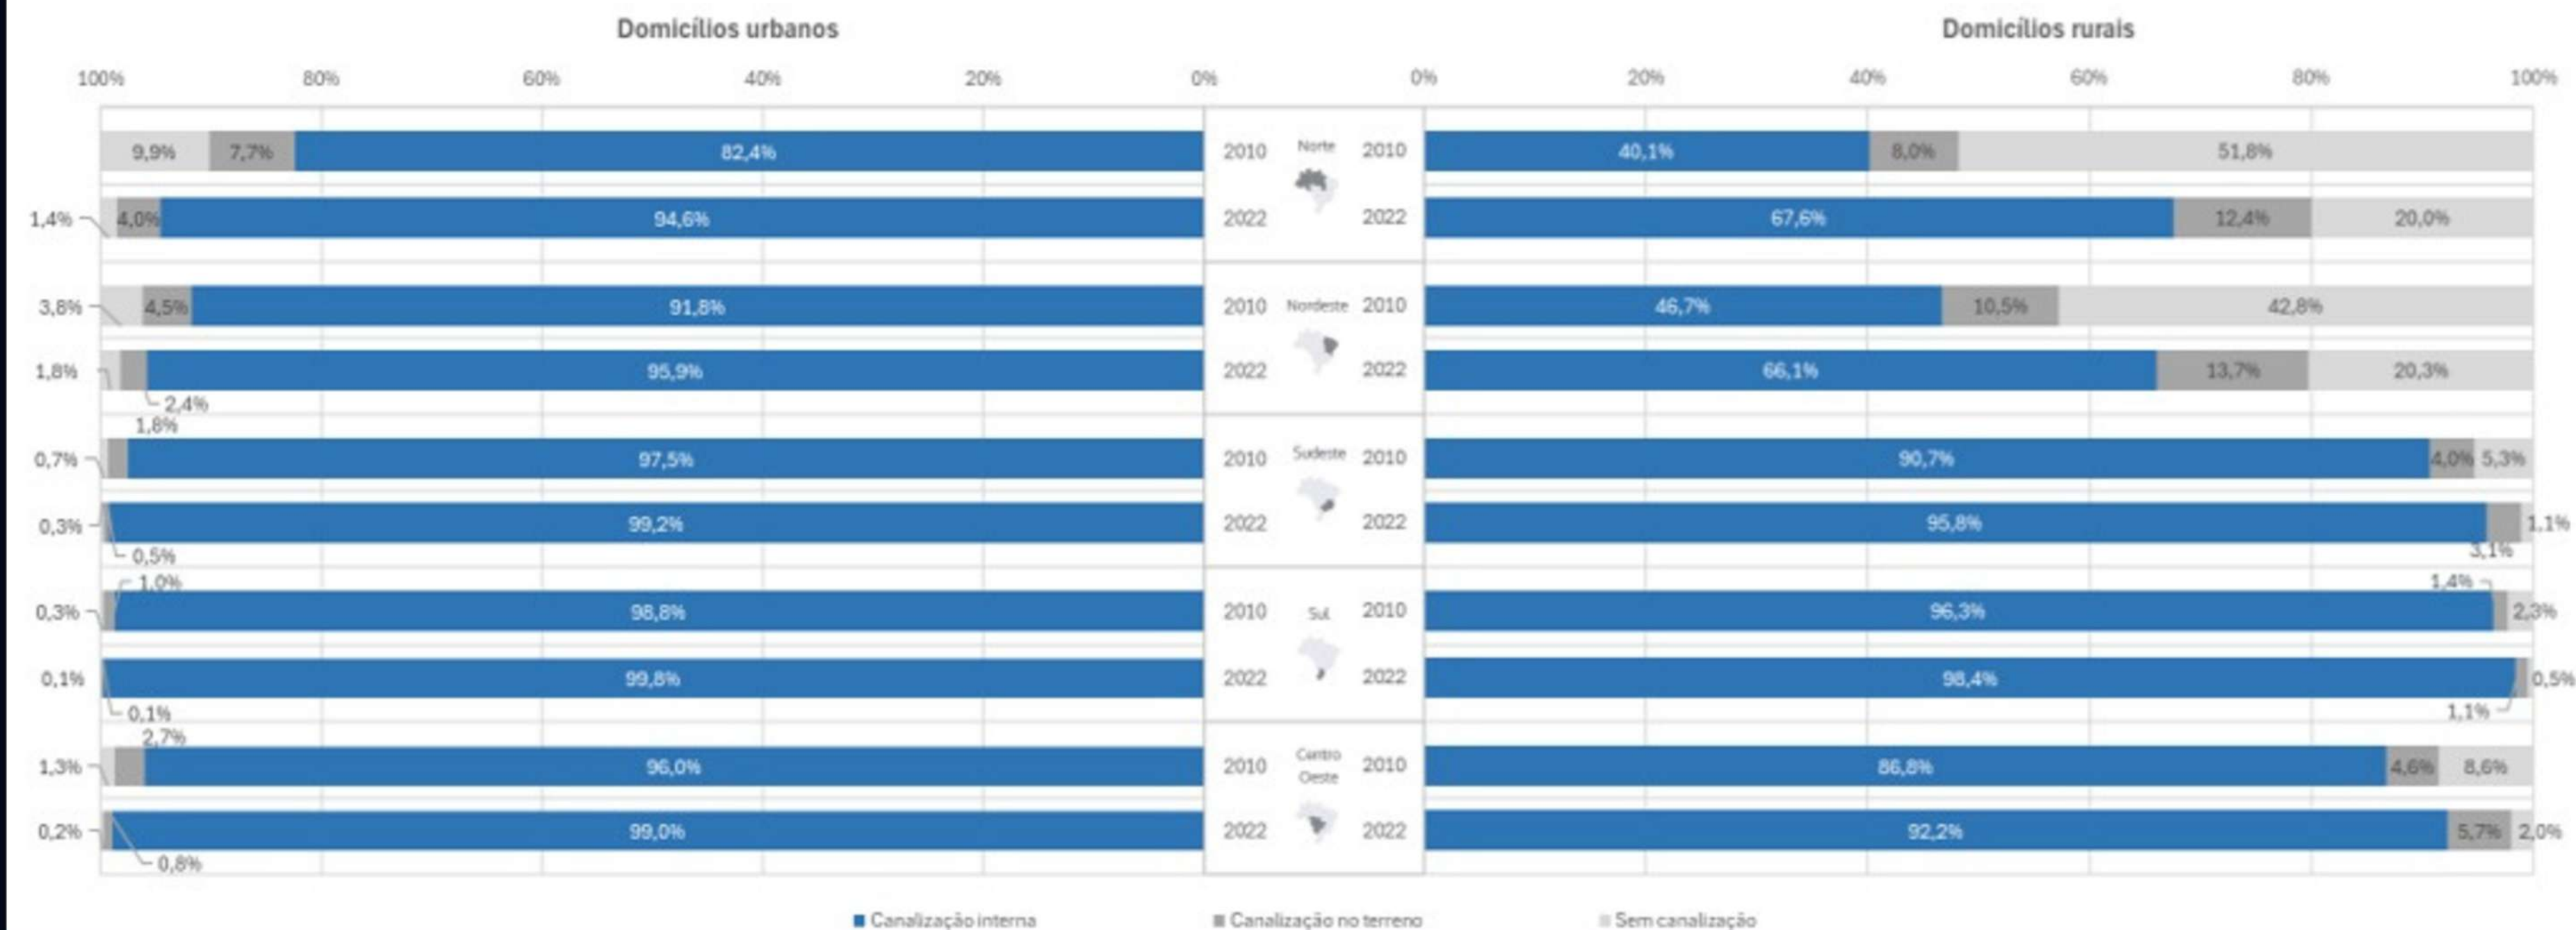 Domicílios urbanos Domicílios rurais
100% 80% 60% 40% 20% 0% 0% 20% 40% 60% 80% 100%
9,9% 7,7% 82,4% 2010 Norte 2010 40,1% 8,0% 51,8%
1,4% 4,0% 94,6% 2022 2022 67,6% 12,4% 20,0%
3,8% 4,5% 91,8% 2010 Nordeste 2010 46,7% 10,5% 42,8%
1,8% 95,9% 2022 2022 66,1% 13,7% 20,3%
2,4%
1,8%
0,7% 97,5% 2010 Sudeste 2010 90,7% 4,0% 5,3%
0,3% 99,2% 2022 2022 95,8% 1,1%
0,5% 3,1%
1,0% 1,4%
0,3% 98,8% 2010 Sul 2010 96,3% 2,3%
0,1% 99,8% 2022 2022 98,4% 0,5%
0,1% 1,1%
2,7%
1,3% 96,0% 2010 Centro 2010 86,8% 4,6% 8,6%
Oeste
0,2% 99,0% 2022 2022 92,2% 5,7% 2,0%
0,8%
Canalização interna Canalização no terreno Sem canalização